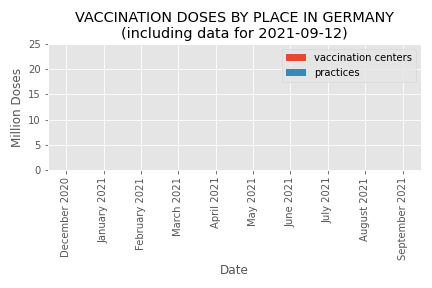 VACCINATION DOSES BY PLACE IN GERMANY
(including data for 2021-09-12)
vaccination centers
practices
Million Doses
25
20
15
10
5
0
December 2020
January 2021
February 2021
March 2021
April 2021
May 2021
June 2021
July 2021
August 2021
September 2021
Date